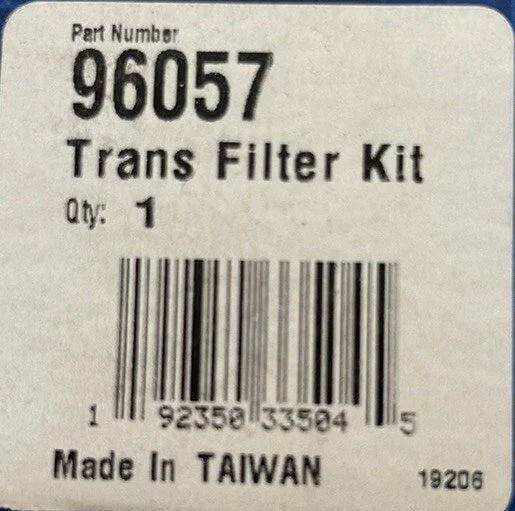 Part Number
96057
Trans Filter Kit
Qty: 1
1 92350 33504 5
Made In TAIWAN 19206